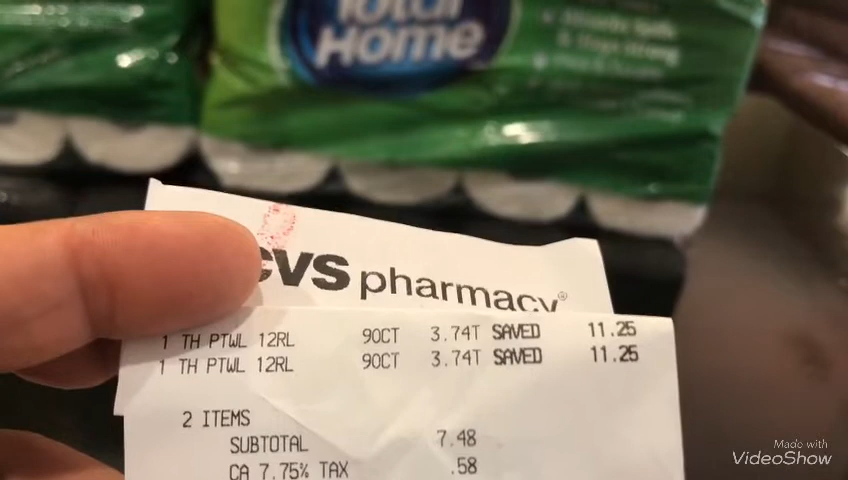 Total
Home
CVS pharmacy®
1 TH PTWL 12RL 90CT 3.74T SAVED 11.25
1 TH PTWL 12RL 90CT 3.74T SAVED 11.25
2 ITEMS
SUBTOTAL 7.48
CA 7.75% TAX .58
Made with
VideoShow